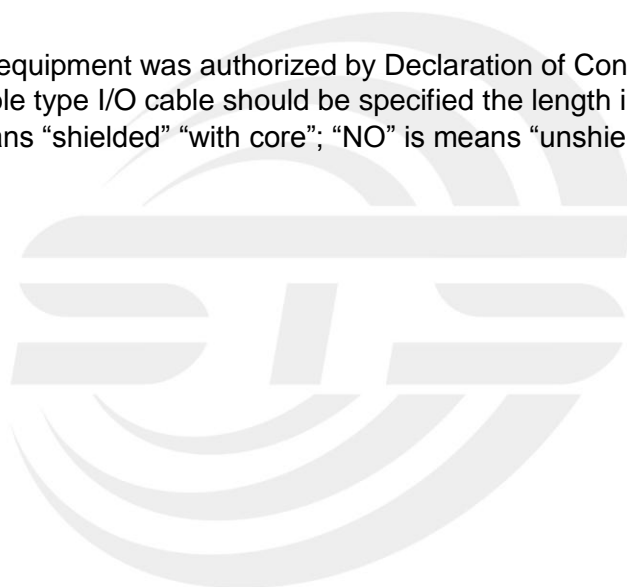 equipment was authorized by Declaration of Con
ble type I/O cable should be specified the length i
ans “shielded” “with core”; “NO” is means “unshie
STS